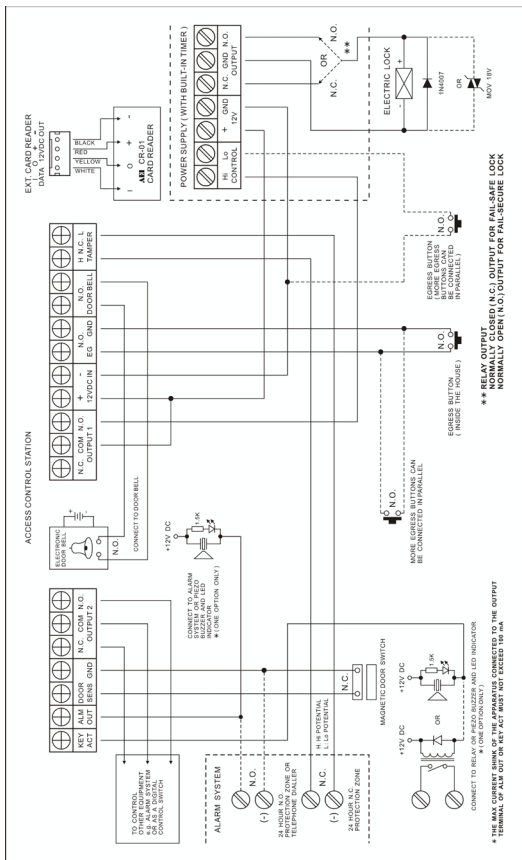 ACCESS CONTROL STATION
KEY ACT
ALM OUT
DOOR SENS
GND
N.C. COM N.O.
OUTPUT 2
N.C. COM N.O.
OUTPUT 1
+ -
12VDC IN
N.O.
EG GND
N.O.
DOOR BELL
H N.C. L
TAMPER
EXT. CARD READER
DATA 12VDC OUT
O I + -
BLACK
RED
YELLOW
WHITE
CR-01
CARD READER
- + O I
POWER SUPPLY ( WITH BUILT-IN TIMER )
Hi Lo
CONTROL
+ GND
12V
N.C. GND N.O.
OUTPUT
N.O.
OR
N.C.
**
ELECTRIC LOCK
+
-
1N4007
OR
MOV 18V
ELECTRONIC
DOOR BELL
+
-
N.O.
CONNECT TO DOOR BELL
+12V DC
1.5K
CONNECT TO ALARM
SYSTEM OR PIEZO
BUZZER AND LED
INDICATOR
* ( ONE OPTION ONLY )
TO CONTROL
OTHER EQUIPMENT
e.g. ALARM SYSTEM
OR AS A DIGITAL
CONTROL SWITCH
ALARM SYSTEM
N.O.
(-)
24 HOUR N.O.
PROTECTION ZONE OR
TELEPHONE DIALLER
H: Hi POTENTIAL
L: Lo POTENTIAL
N.C.
(-)
24 HOUR N.C.
PROTECTION ZONE
N.C.
MAGNETIC DOOR SWITCH
N.O.
MORE EGRESS BUTTONS CAN
BE CONNECTED IN PARALLEL
N.O.
EGRESS BUTTON
( INSIDE THE HOUSE )
N.O.
EGRESS BUTTON
(MORE EGRESS
BUTTONS CAN
BE CONNECTED
IN PARALLEL)
+12V DC
OR
+12V DC
1.5K
CONNECT TO RELAY OR PIEZO BUZZER AND LED INDICATOR
* ( ONE OPTION ONLY )
* THE MAX CURRENT SHINK OF THE APPARATUS CONNECTED TO THE OUTPUT
TERMINAL OF ALM OUT OR KEY ACT MUST NOT EXCEED 100 mA
** RELAY OUTPUT
NORMALLY CLOSED ( N.C. ) OUTPUT FOR FAIL-SAFE LOCK
NORMALLY OPEN ( N.O. ) OUTPUT FOR FAIL-SECURE LOCK